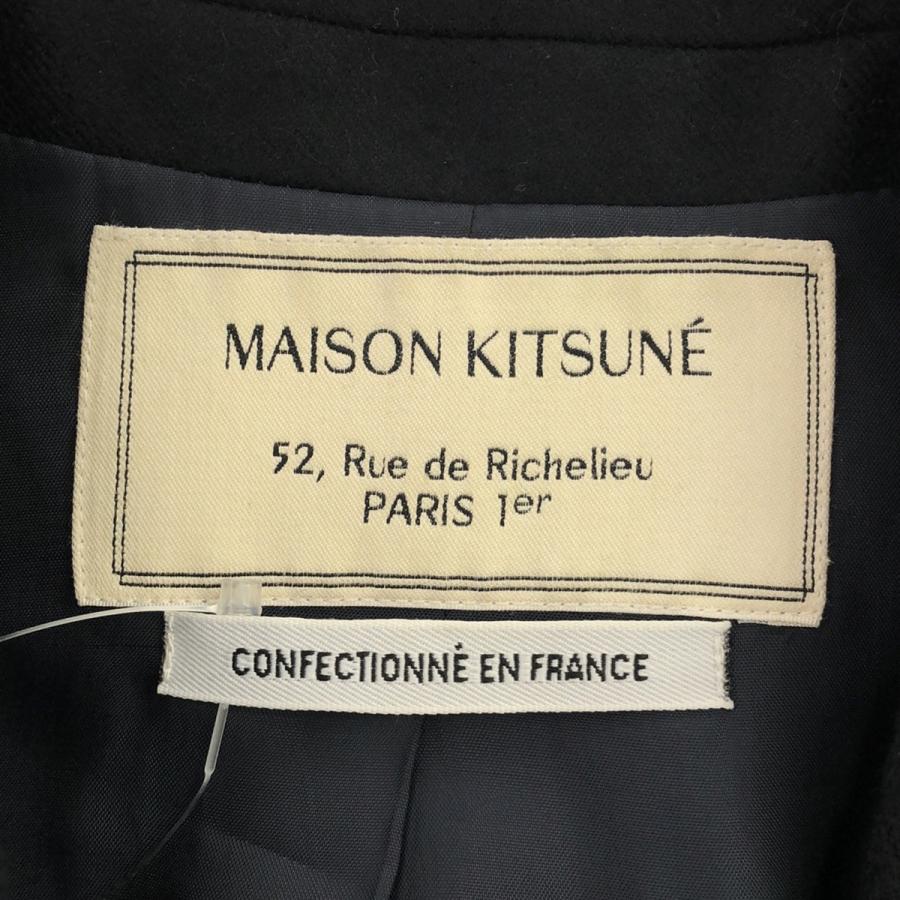 MAISON KITSUNÉ
52, Rue de Richelieu
PARIS 1er
CONFECTIONNÉ EN FRANCE